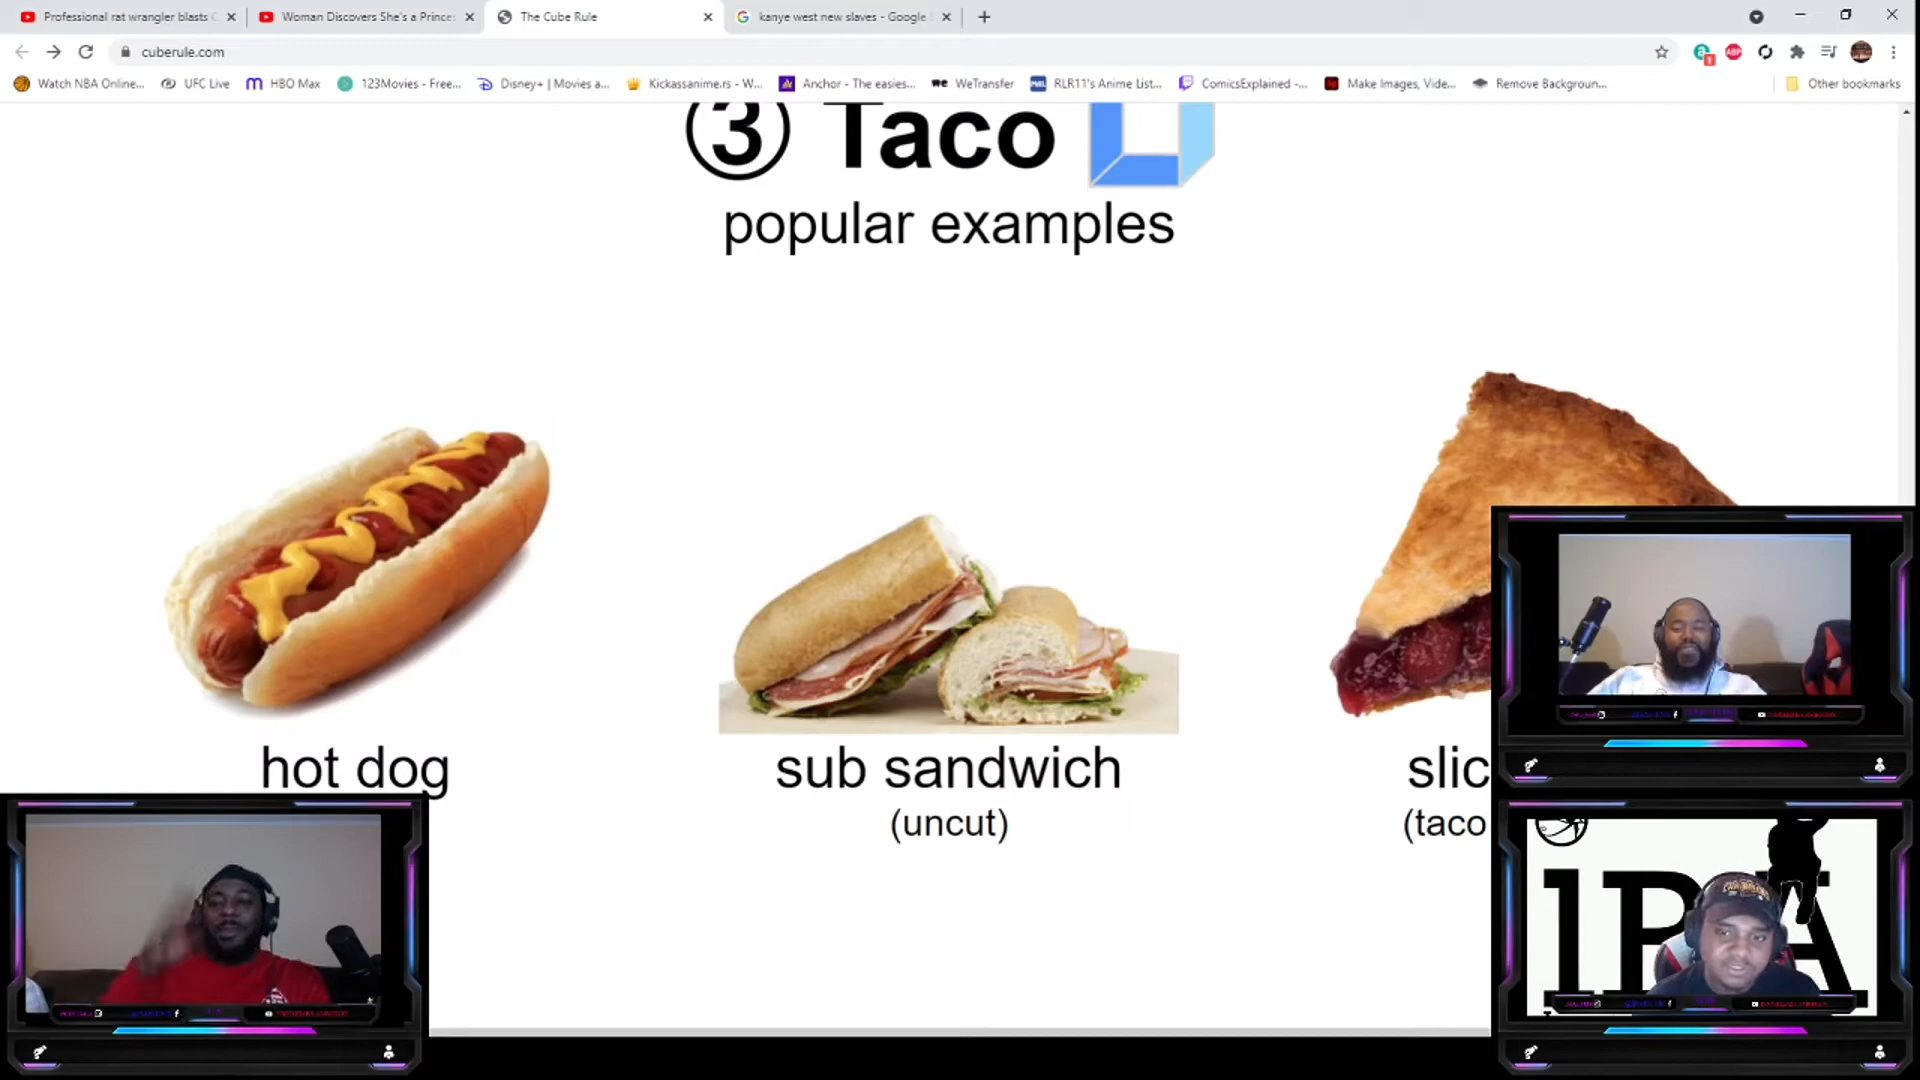 Professional rat wrangler blasts
Woman Discovers She's a Prince
The Cube Rule
kanye west new slaves - Google
cuberule.com
Watch NBA Online...
UFC Live
HBO Max
123Movies - Free...
Disney+ | Movies a...
Kickassanime.rs - W...
Anchor - The easies...
WeTransfer
RLR11's Anime List...
ComicsExplained -...
Make Images, Vide...
Remove Backgroun...
Other bookmarks
③ Taco
popular examples
hot dog
sub sandwich
(uncut)
slic
(taco